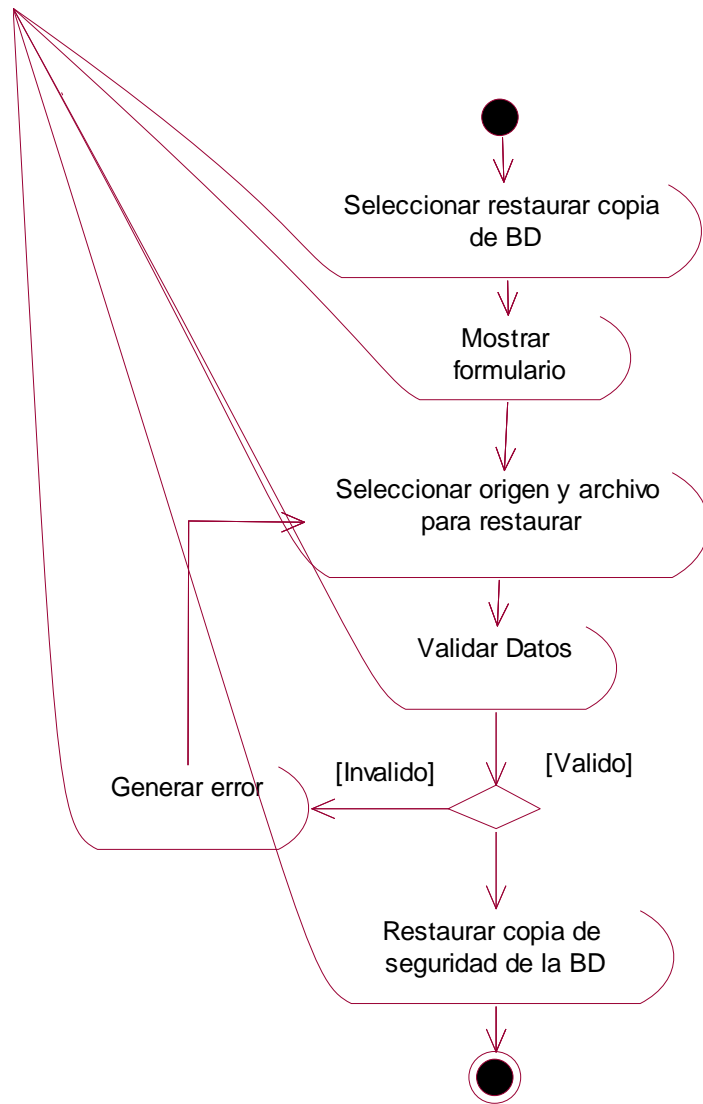 Seleccionar restaurar copia
de BD
Mostrar
formulario
Seleccionar origen y archivo
para restaurar
Validar Datos
[Invalido]
[Valido]
Generar error
Restaurar copia de
seguridad de la BD